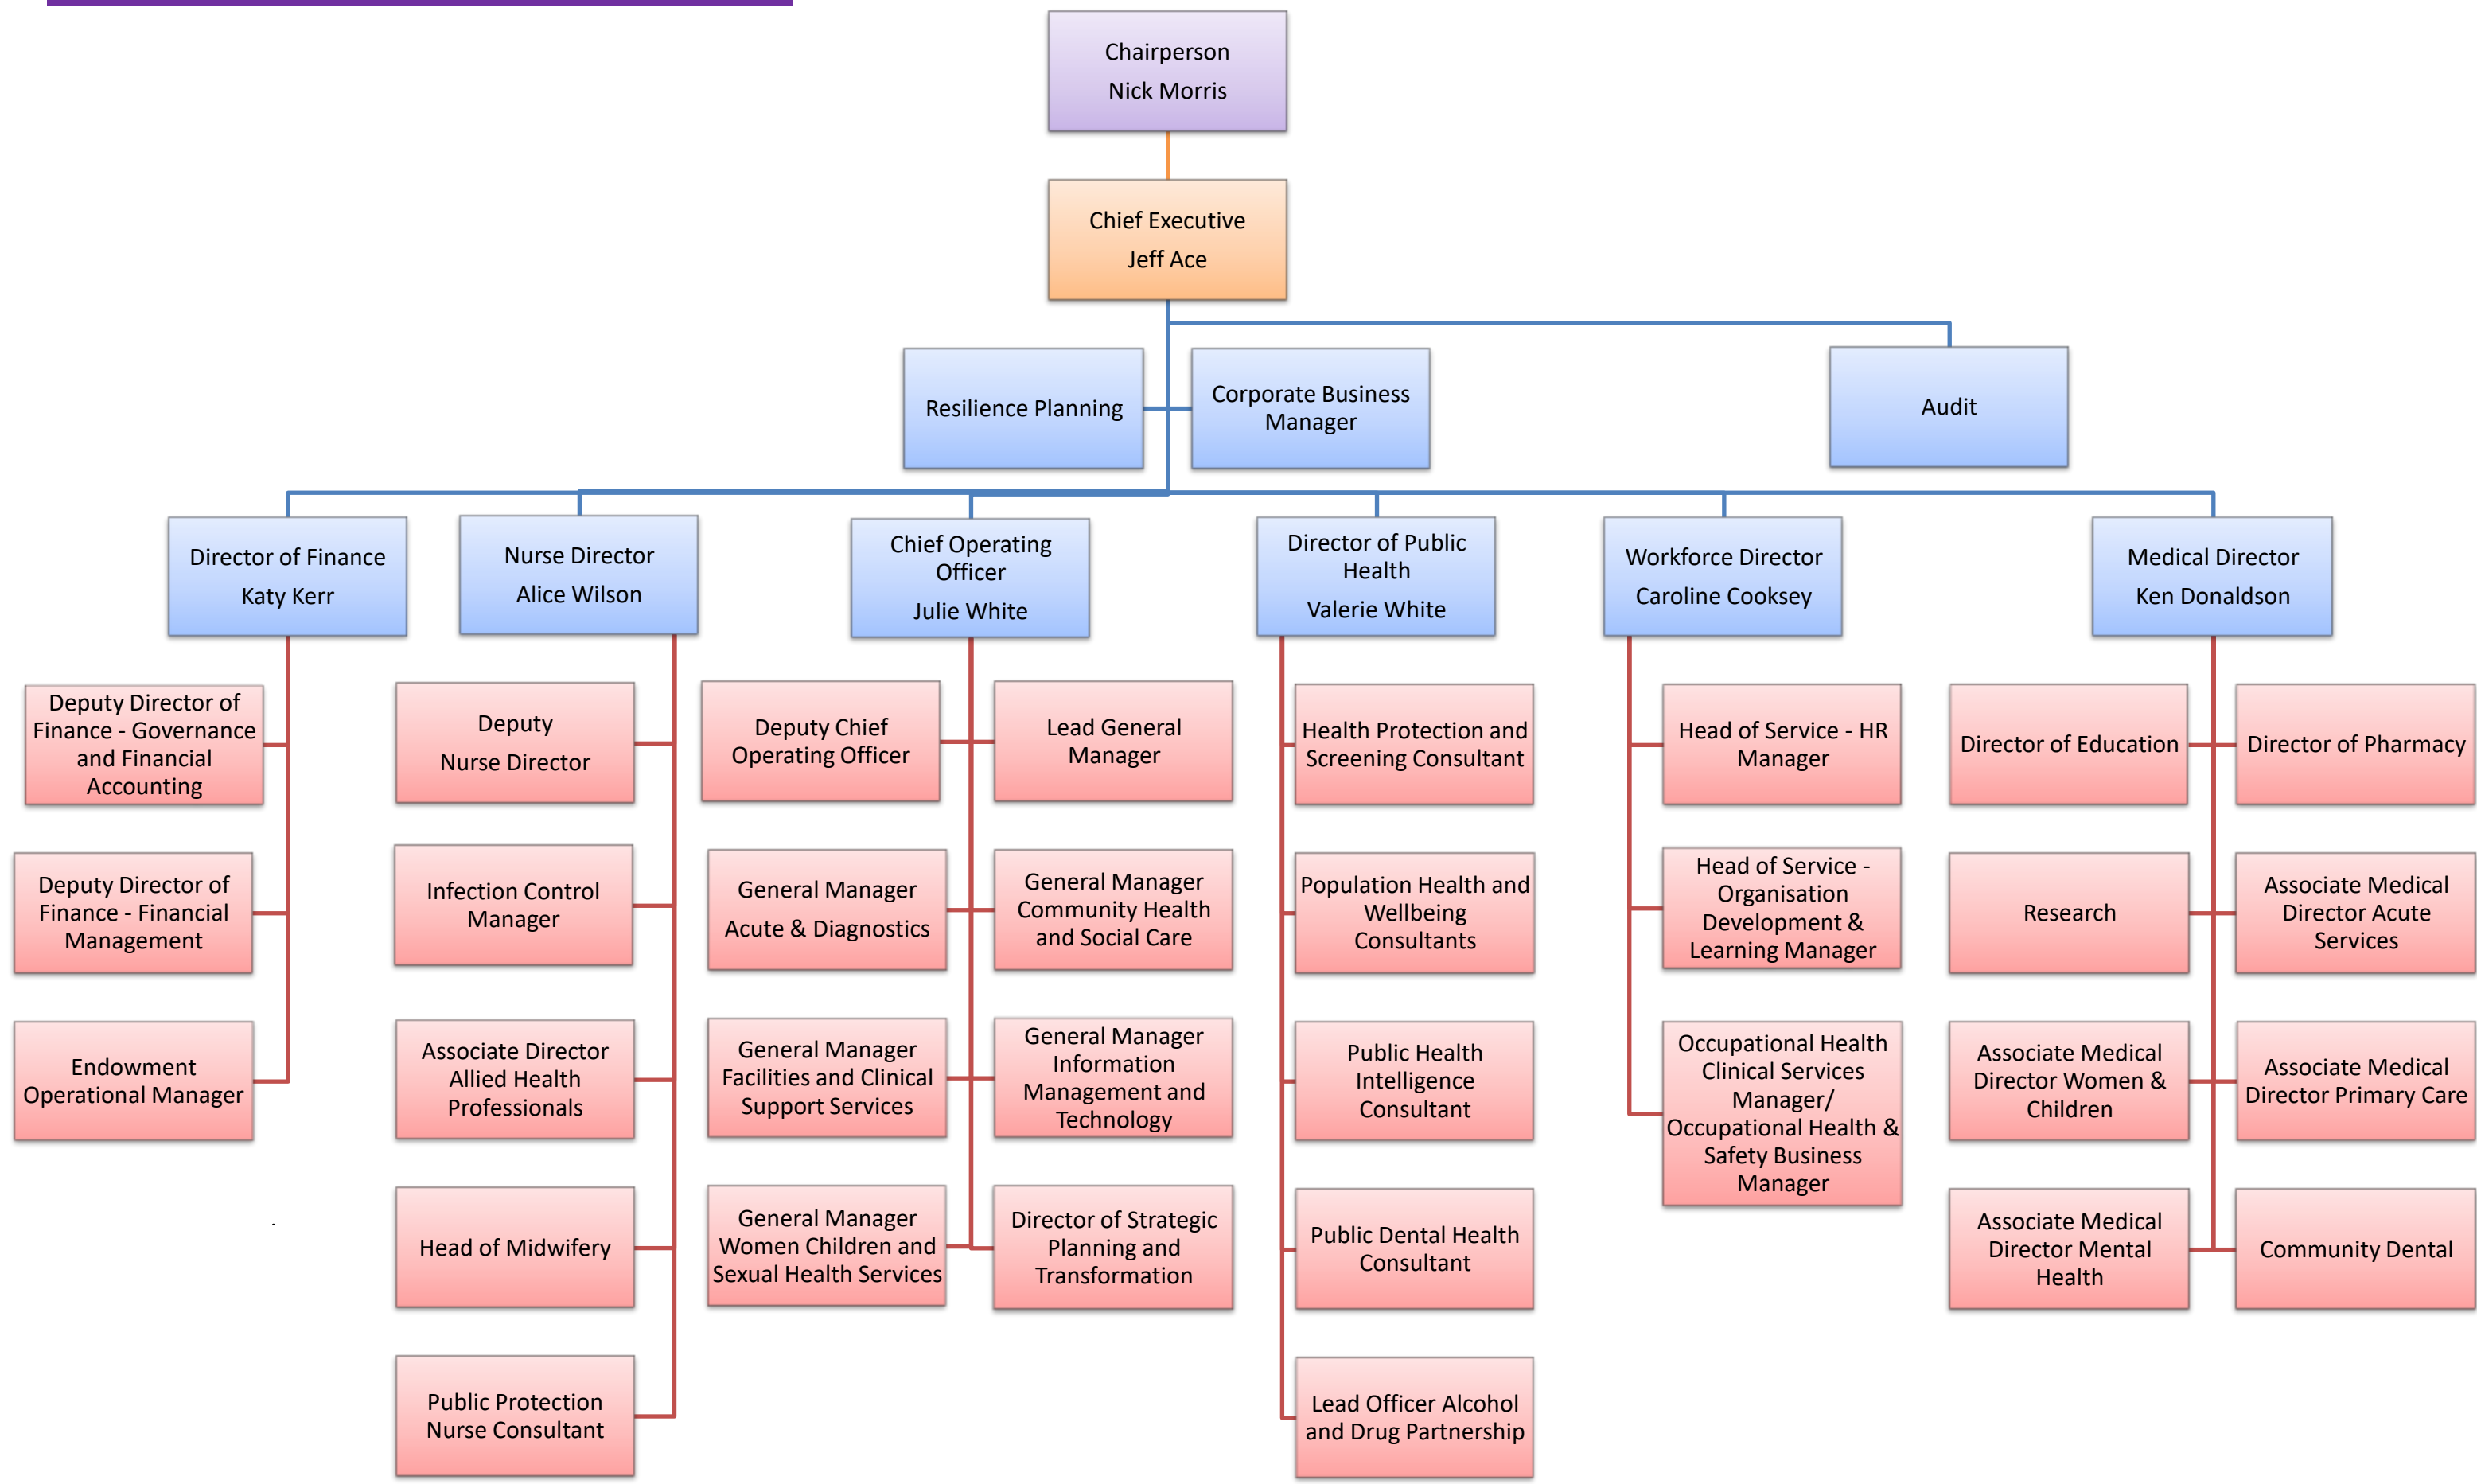 Chairperson
Nick Morris
Chief Executive
Jeff Ace
Resilience Planning
Corporate Business
Manager
Audit
Director of Finance
Katy Kerr
Nurse Director
Alice Wilson
Chief Operating
Officer
Julie White
Director of Public
Health
Valerie White
Workforce Director
Caroline Cooksey
Medical Director
Ken Donaldson
Deputy Director of
Finance - Governance
and Financial
Accounting
Deputy Director of
Finance - Financial
Management
Endowment
Operational Manager
Deputy
Nurse Director
Infection Control
Manager
Associate Director
Allied Health
Professionals
Head of Midwifery
Public Protection
Nurse Consultant
Deputy Chief
Operating Officer
Lead General
Manager
General Manager
Acute & Diagnostics
General Manager
Community Health
and Social Care
General Manager
Facilities and Clinical
Support Services
General Manager
Information
Management and
Technology
General Manager
Women Children and
Sexual Health Services
Director of Strategic
Planning and
Transformation
Health Protection and
Screening Consultant
Population Health and
Wellbeing
Consultants
Public Health
Intelligence
Consultant
Public Dental Health
Consultant
Lead Officer Alcohol
and Drug Partnership
Head of Service - HR
Manager
Head of Service -
Organisation
Development &
Learning Manager
Occupational Health
Clinical Services
Manager/
Occupational Health &
Safety Business
Manager
Director of Education
Director of Pharmacy
Research
Associate Medical
Director Acute
Services
Associate Medical
Director Women &
Children
Associate Medical
Director Primary Care
Associate Medical
Director Mental
Health
Community Dental